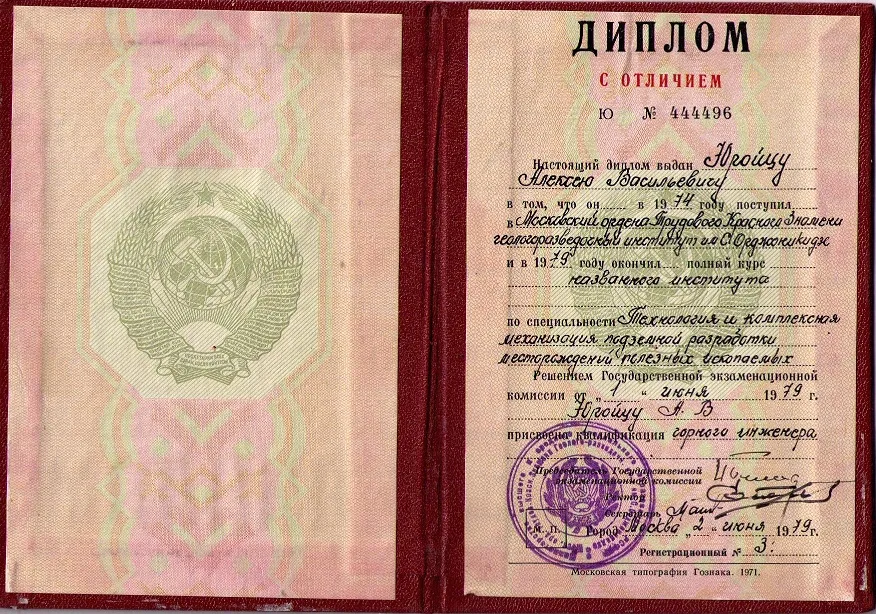 ДИПЛОМ
С ОТЛИЧИЕМ
Ю № 444496
Настоящий диплом выдан Югойцу
Алексею Васильевичу
в том, что он в 1974 году поступил
в Московский ордена Трудового Красного Знамени
геологоразведочный институт им С. Орджоникидзе
и в 1979 году окончил полный курс
названного института
по специальности Технология и комплексная
механизация подземной разработки
месторождений полезных ископаемых
Решением Государственной экзаменационной
комиссии от „1“ июня 1979 г.
Югойцу А. В
присвоена квалификация горного инженера
Председатель Государственной
экзаменационной комиссии
Ректор
Секретарь
М. П. Город Москва „2“ июня 1979 г.
Регистрационный № 3.
Московская типография Гознака. 1971.